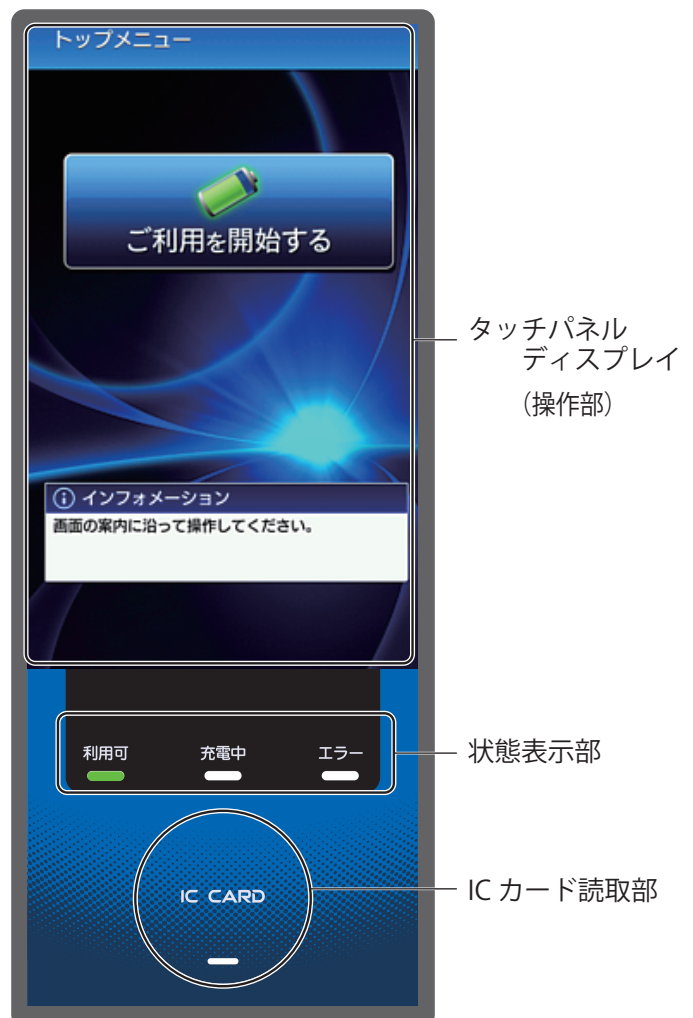 トップメニュー
ご利用を開始する
インフォメーション
画面の案内に沿って操作してください。
タッチパネル
ディスプレイ
（操作部）
利用可 充電中 エラー
状態表示部
IC CARD
IC カード読取部